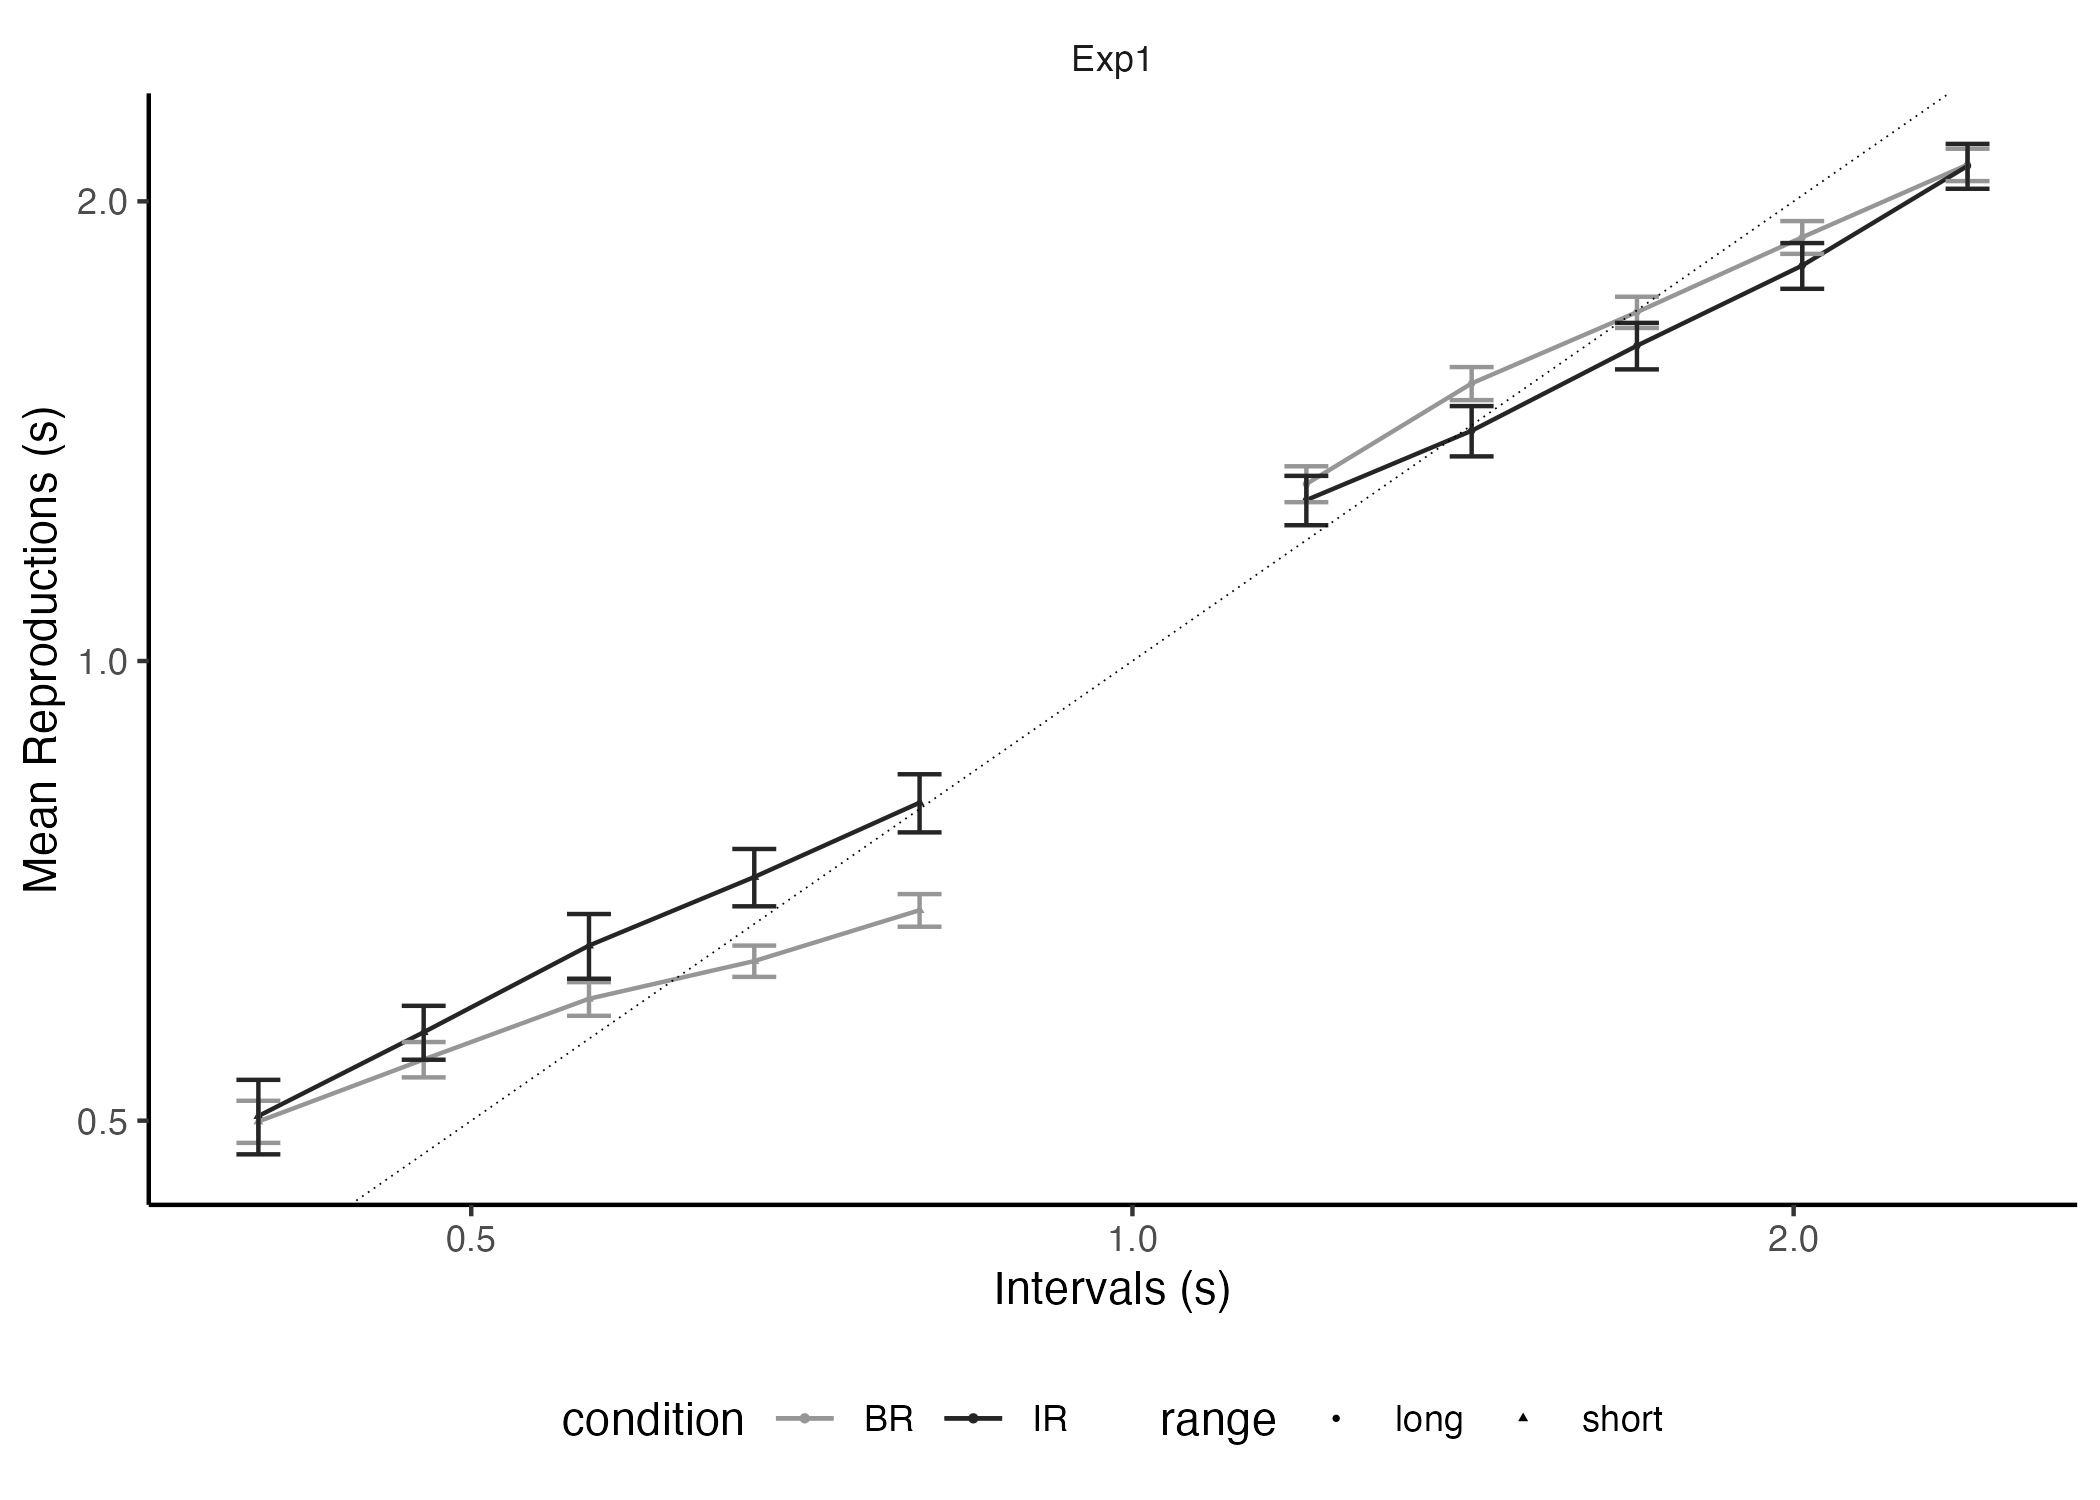 Exp1
Mean Reproductions (s)
2.0
1.0
0.5
0.5 1.0 2.0
Intervals (s)
condition BR IR range long short